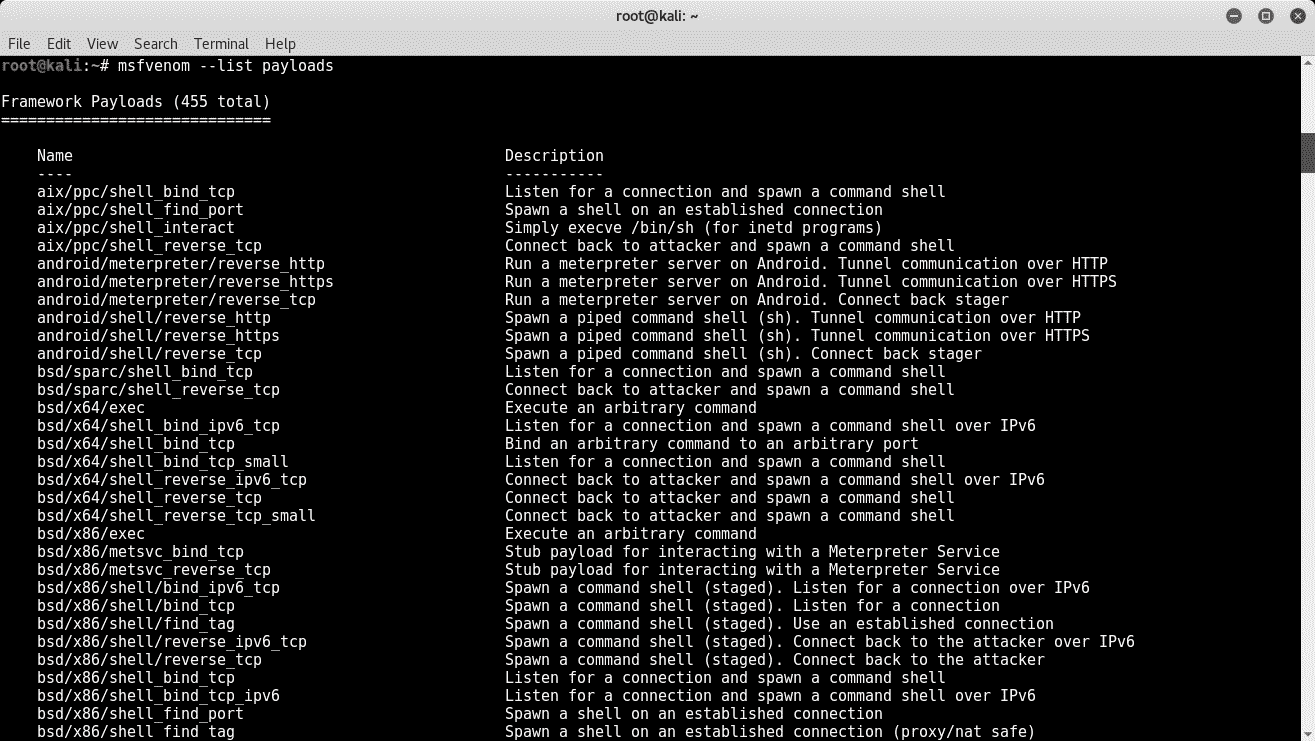 root@kali: ~
File Edit View Search Terminal Help
root@kali:~# msfvenom --list payloads
Framework Payloads (455 total)
==============================
Name Description
---- -----------
aix/ppc/shell_bind_tcp Listen for a connection and spawn a command shell
aix/ppc/shell_find_port Spawn a shell on an established connection
aix/ppc/shell_interact Simply execve /bin/sh (for inetd programs)
aix/ppc/shell_reverse_tcp Connect back to attacker and spawn a command shell
android/meterpreter/reverse_http Run a meterpreter server on Android. Tunnel communication over HTTP
android/meterpreter/reverse_https Run a meterpreter server on Android. Tunnel communication over HTTPS
android/meterpreter/reverse_tcp Run a meterpreter server on Android. Connect back stager
android/shell/reverse_http Spawn a piped command shell (sh). Tunnel communication over HTTP
android/shell/reverse_https Spawn a piped command shell (sh). Tunnel communication over HTTPS
android/shell/reverse_tcp Spawn a piped command shell (sh). Connect back stager
bsd/sparc/shell_bind_tcp Listen for a connection and spawn a command shell
bsd/sparc/shell_reverse_tcp Connect back to attacker and spawn a command shell
bsd/x64/exec Execute an arbitrary command
bsd/x64/shell_bind_ipv6_tcp Listen for a connection and spawn a command shell over IPv6
bsd/x64/shell_bind_tcp Bind an arbitrary command to an arbitrary port
bsd/x64/shell_bind_tcp_small Listen for a connection and spawn a command shell
bsd/x64/shell_reverse_ipv6_tcp Connect back to attacker and spawn a command shell over IPv6
bsd/x64/shell_reverse_tcp Connect back to attacker and spawn a command shell
bsd/x64/shell_reverse_tcp_small Connect back to attacker and spawn a command shell
bsd/x86/exec Execute an arbitrary command
bsd/x86/metsvc_bind_tcp Stub payload for interacting with a Meterpreter Service
bsd/x86/metsvc_reverse_tcp Stub payload for interacting with a Meterpreter Service
bsd/x86/shell/bind_ipv6_tcp Spawn a command shell (staged). Listen for a connection over IPv6
bsd/x86/shell/bind_tcp Spawn a command shell (staged). Listen for a connection
bsd/x86/shell/find_tag Spawn a command shell (staged). Use an established connection
bsd/x86/shell/reverse_ipv6_tcp Spawn a command shell (staged). Connect back to the attacker over IPv6
bsd/x86/shell/reverse_tcp Spawn a command shell (staged). Connect back to the attacker
bsd/x86/shell_bind_tcp Listen for a connection and spawn a command shell
bsd/x86/shell_bind_tcp_ipv6 Listen for a connection and spawn a command shell over IPv6
bsd/x86/shell_find_port Spawn a shell on an established connection
bsd/x86/shell_find_tag Spawn a shell on an established connection (proxy/nat safe)